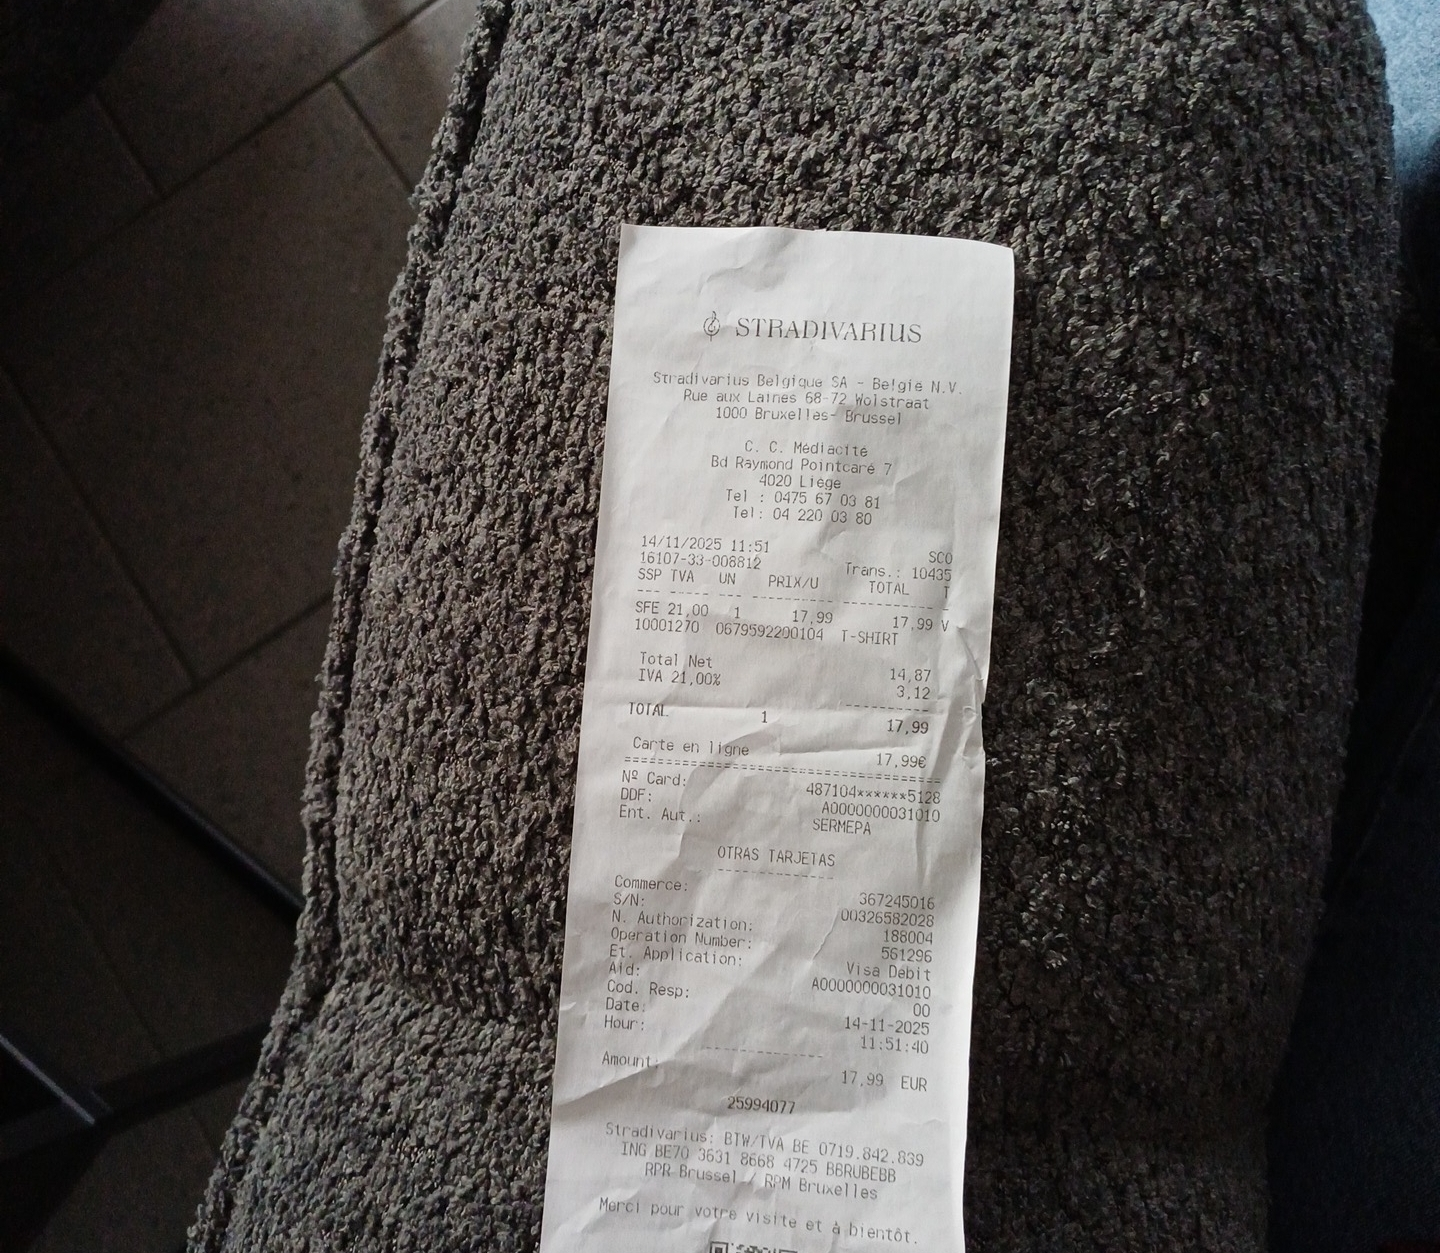 STRADIVARIUS
Stradivarius Belgique SA - België N.V.
Rue aux Laines 68-72 Wolstraat
1000 Bruxelles- Brussel
C. C. Médiacité
Bd Raymond Pointcaré 7
4020 Liège
Tel : 0475 67 03 81
Tel: 04 220 03 80
14/11/2025 11:51 SCO
16107-33-008812 Trans.: 10435
SSP TVA UN PRIX/U TOTAL T
SFE 21,00 1 17,99 17,99 V
10001270 0679592200104 T-SHIRT
Total Net 14,87
IVA 21,00% 3,12
TOTAL 1 17,99
Carte en ligne 17,99€
Nº Card: 487104******5128
DDF: A0000000031010
Ent. Aut.: SERMEPA
OTRAS TARJETAS
Commerce: 367245016
S/N: 00326582028
N. Authorization: 188004
Operation Number: 561296
Et. Application: Visa Debit
Aid: A0000000031010
Cod. Resp: 00
Date: 14-11-2025
Hour: 11:51:40
Amount: 17,99 EUR
25994077
Stradivarius: BTW/TVA BE 0719.842.839
ING BE70 3631 8668 4725 BBRUBEBB
RPR Brussel / RPM Bruxelles
Merci pour votre visite et à bientôt.